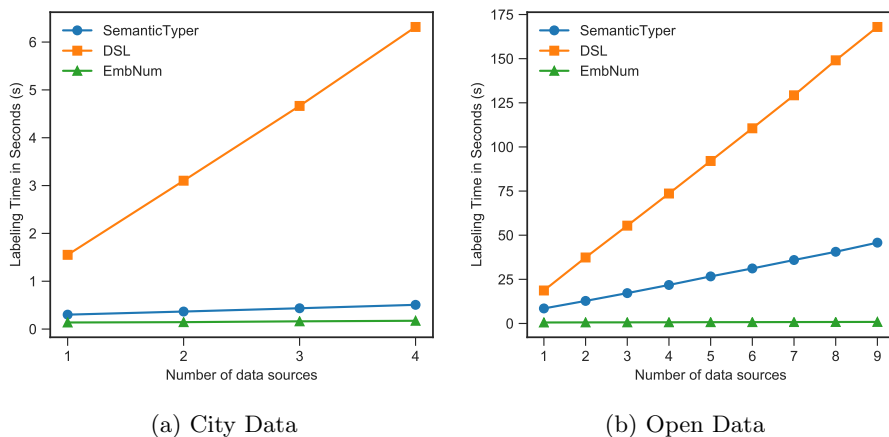 SemanticTyper
DSL
EmbNum
6
5
4
3
2
1
0
Labeling Time in Seconds (s)
1 2 3 4
Number of data sources
(a) City Data
SemanticTyper
DSL
EmbNum
175
150
125
100
75
50
25
0
Labeling Time in Seconds (s)
1 2 3 4 5 6 7 8 9
Number of data sources
(b) Open Data